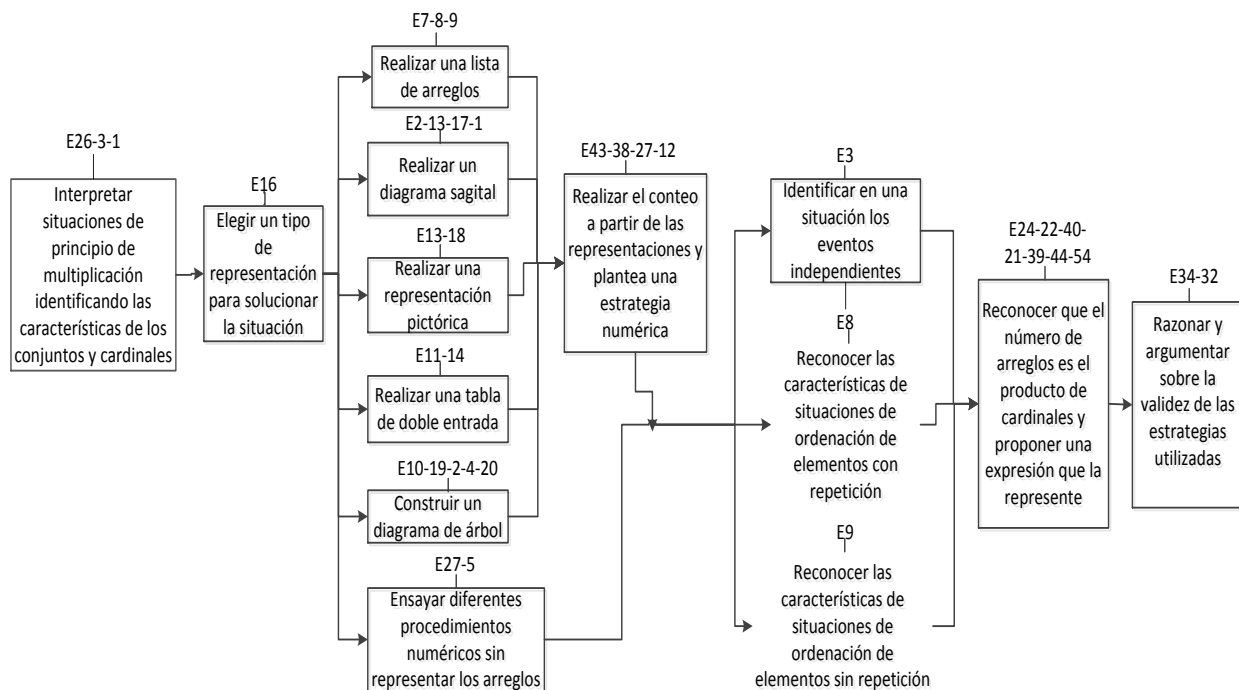 E26-3-1
Interpretar
situaciones de
principio de
multiplicación
identificando las
características de los
conjuntos y cardinales
E16
Elegir un tipo
de
representación
para solucionar
la situación
E7-8-9
Realizar una lista
de arreglos
E2-13-17-1
Realizar un
diagrama sagital
E13-18
Realizar una
representación
pictórica
E11-14
Realizar una tabla
de doble entrada
E10-19-2-4-20
Construir un
diagrama de árbol
E27-5
Ensayar diferentes
procedimientos
numéricos sin
representar los arreglos
E43-38-27-12
Realizar el conteo
a partir de las
representaciones y
plantea una
estrategia
numérica
E3
Identificar en una
situación los
eventos
independientes
E8
Reconocer las
características de
situaciones de
ordenación de
elementos con
repetición
E9
Reconocer las
características de
situaciones de
ordenación de
elementos sin repetición
E24-22-40-
21-39-44-54
Reconocer que el
número de
arreglos es el
producto de
cardinales y
proponer una
expresión que la
represente
E34-32
Razonar y
argumentar
sobre la
validez de las
estrategias
utilizadas